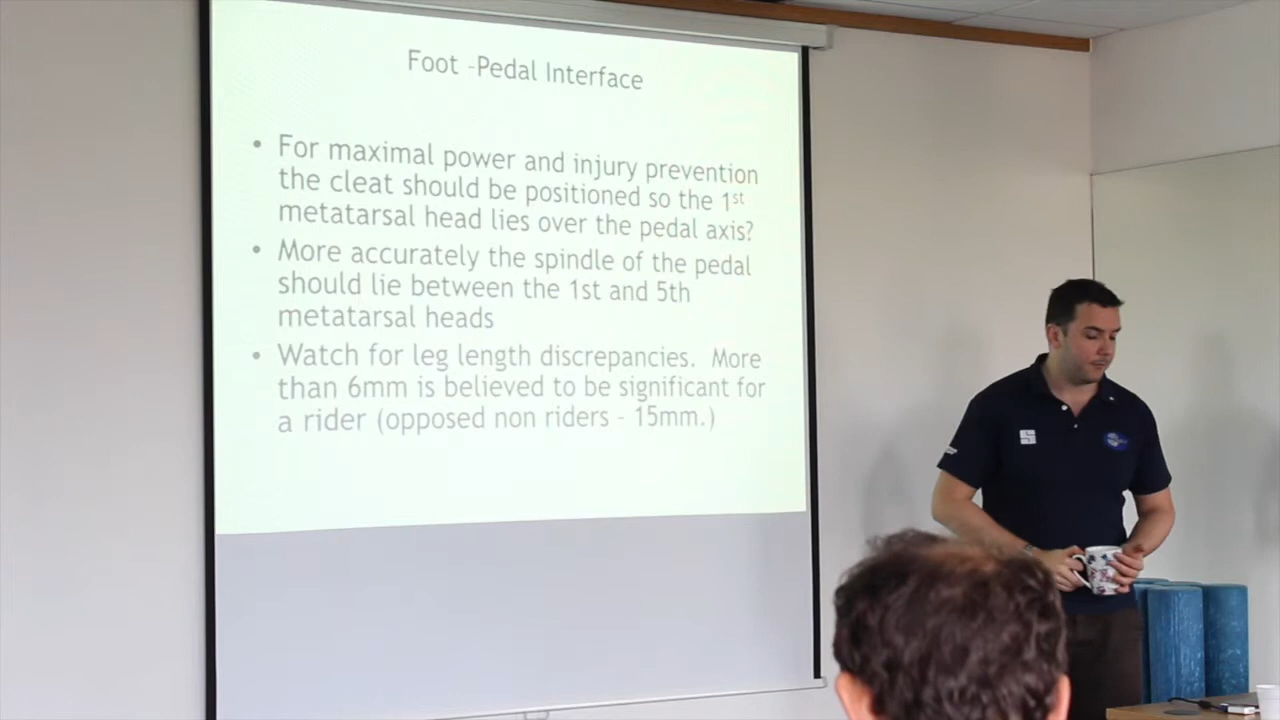 Foot -Pedal Interface
• For maximal power and injury prevention
the cleat should be positioned so the 1st
metatarsal head lies over the pedal axis?
• More accurately the spindle of the pedal
should lie between the 1st and 5th
metatarsal heads
• Watch for leg length discrepancies. More
than 6mm is believed to be significant for
a rider (opposed non riders - 15mm.)